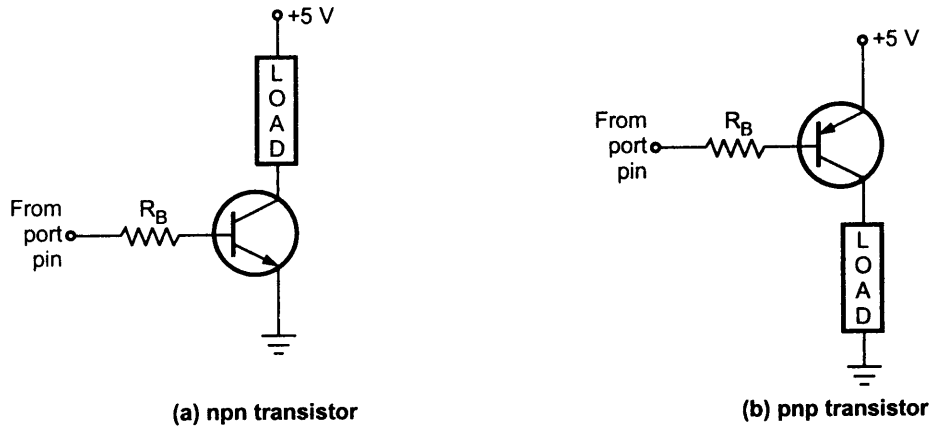 +5 V
L
O
A
D
From
port
pin
R_B
(a) npn transistor
+5 V
From
port
pin
R_B
L
O
A
D
(b) pnp transistor